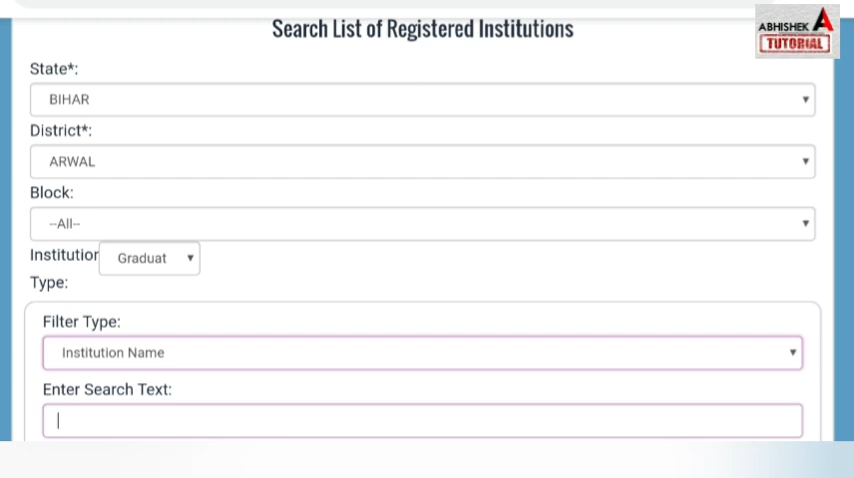 Search List of Registered Institutions
ABHISHEK A
TUTORIAL
State*:
BIHAR
District*:
ARWAL
Block:
--All--
Institution Graduat
Type:
Filter Type:
Institution Name
Enter Search Text: